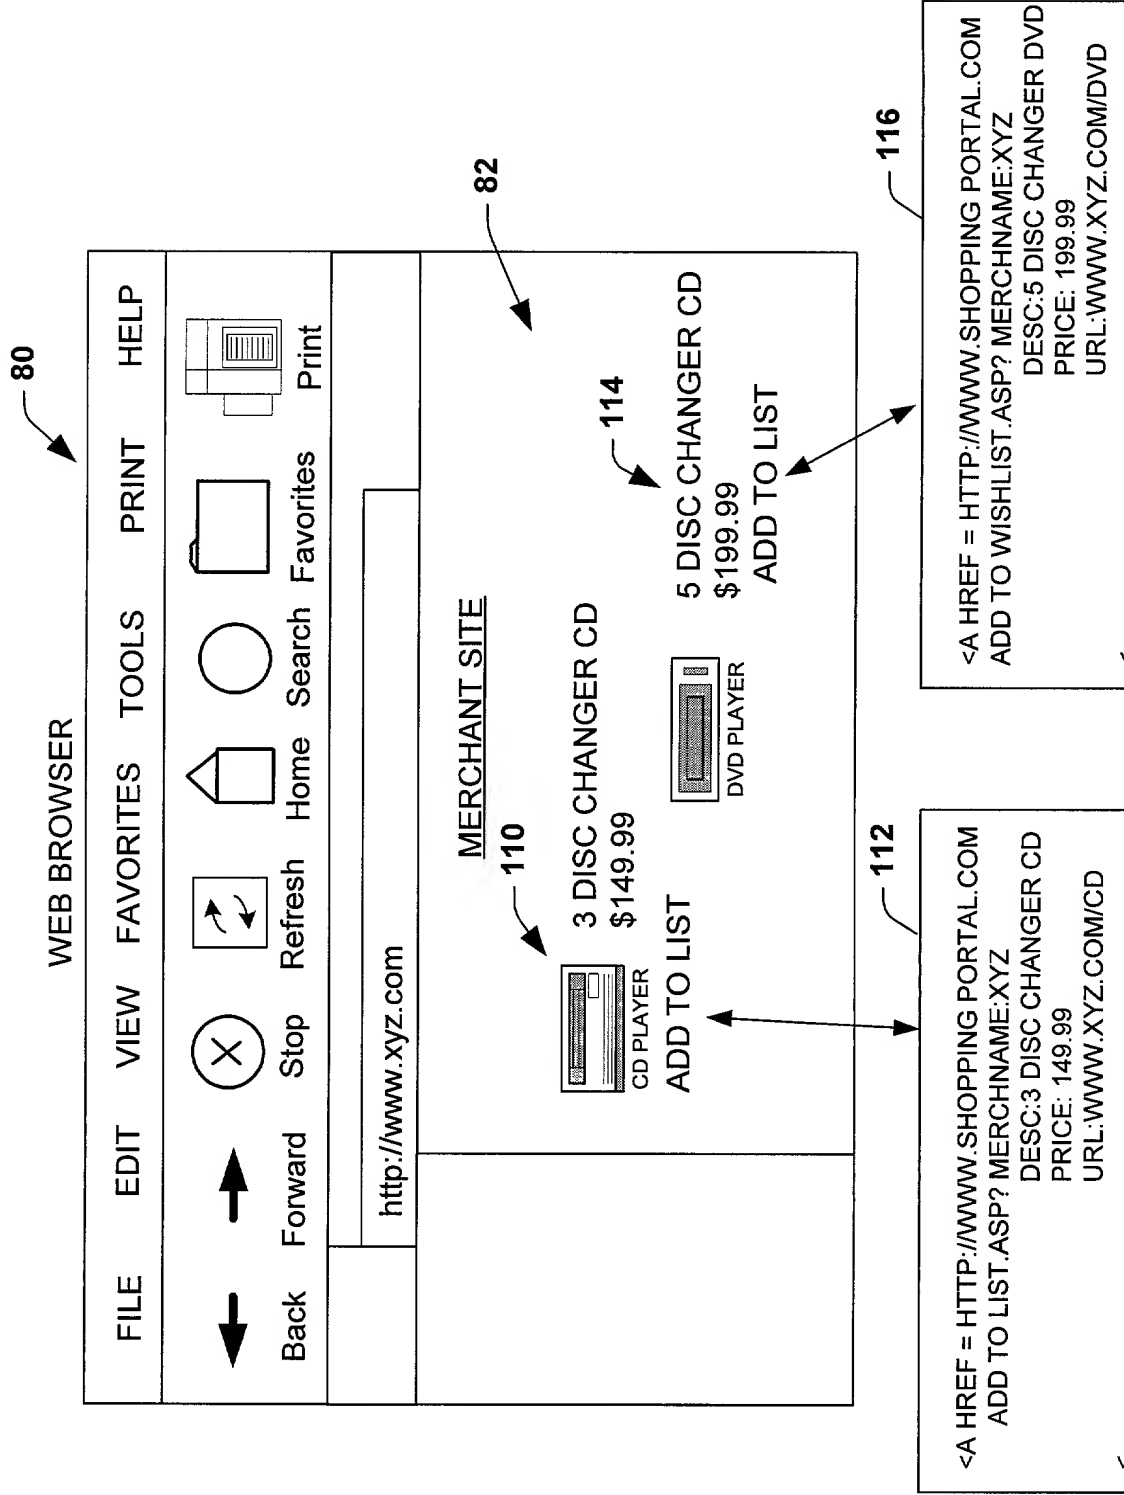 80
WEB BROWSER
FILE EDIT VIEW FAVORITES TOOLS PRINT HELP
Back Forward Stop Refresh Home Search Favorites Print
http://www.xyz.com
82
MERCHANT SITE
110
3 DISC CHANGER CD
$149.99
CD PLAYER
ADD TO LIST
114
5 DISC CHANGER CD
$199.99
DVD PLAYER
ADD TO LIST
112
<A HREF = HTTP://WWW.SHOPPING PORTAL.COM
ADD TO LIST.ASP? MERCHNAME:XYZ
DESC:3 DISC CHANGER CD
PRICE: 149.99
URL:WWW.XYZ.COM/CD
116
<A HREF = HTTP://WWW.SHOPPING PORTAL.COM
ADD TO WISHLIST.ASP? MERCHNAME:XYZ
DESC:5 DISC CHANGER DVD
PRICE: 199.99
URL:WWW.XYZ.COM/DVD